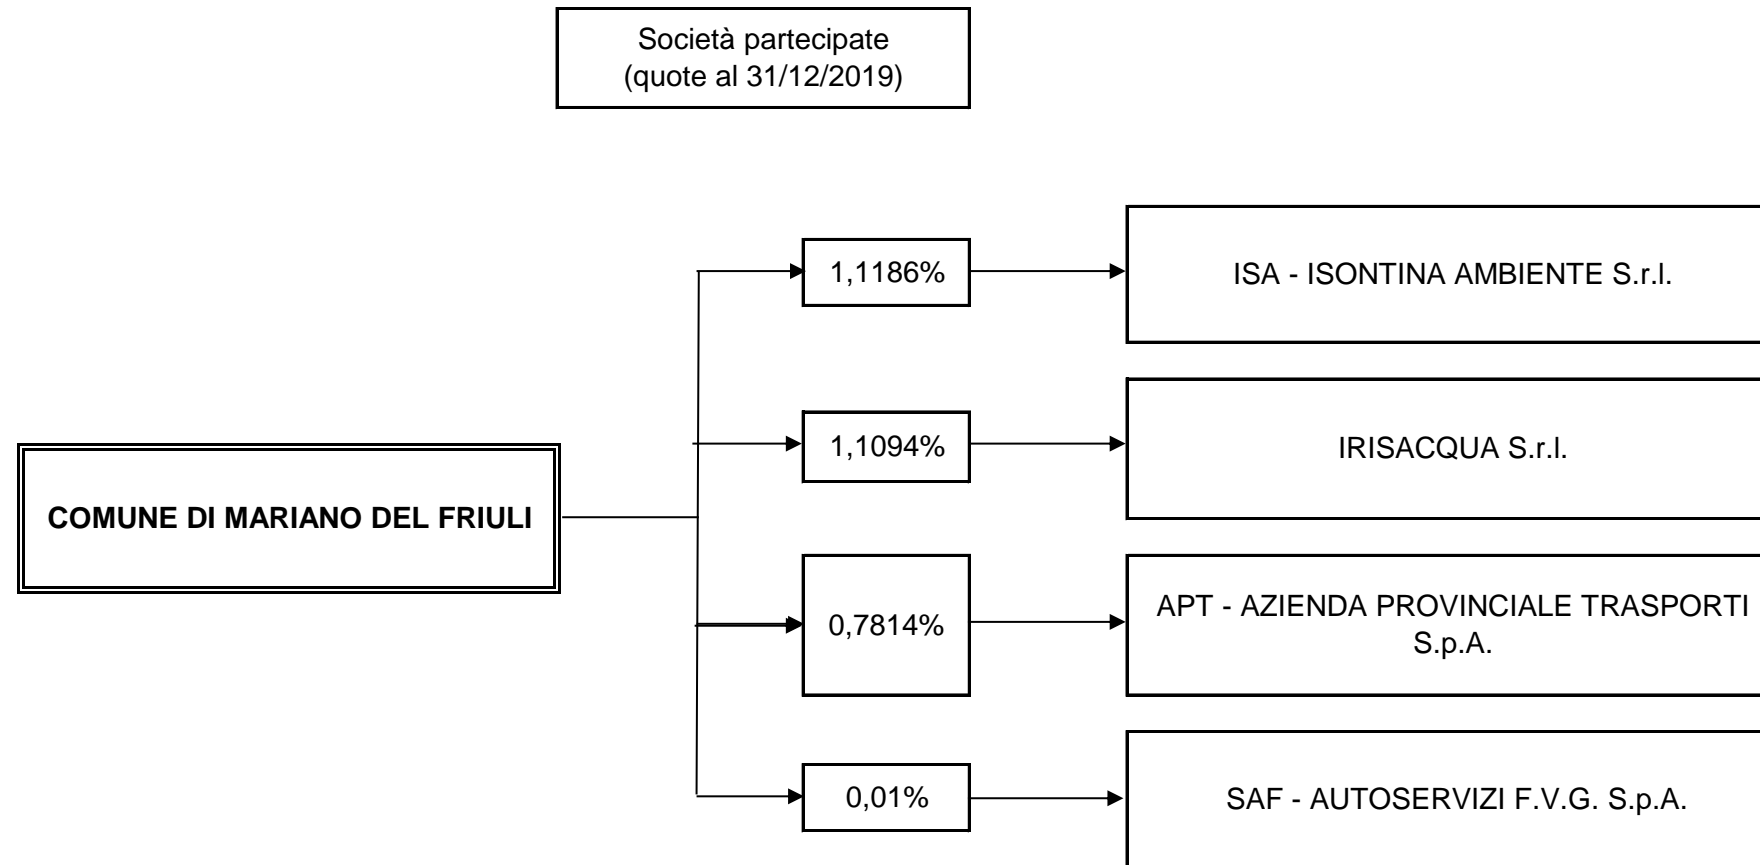 Società partecipate
(quote al 31/12/2019)
1,1186%
ISA - ISONTINA AMBIENTE S.r.l.
1,1094%
IRISACQUA S.r.l.
COMUNE DI MARIANO DEL FRIULI
0,7814%
APT - AZIENDA PROVINCIALE TRASPORTI
S.p.A.
0,01%
SAF - AUTOSERVIZI F.V.G. S.p.A.